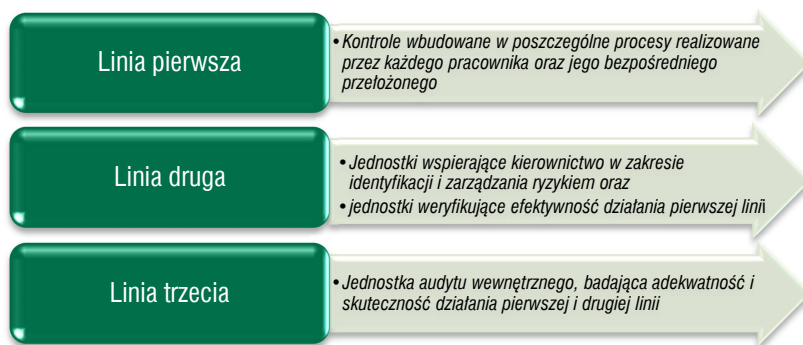 Linia pierwsza
• Kontrole wbudowane w poszczególne procesy realizowane
przez każdego pracownika oraz jego bezpośredniego
przełożonego
Linia druga
• Jednostki wspierające kierownictwo w zakresie
identyfikacji i zarządzania ryzykiem oraz
• jednostki weryfikujące efektywność działania pierwszej linii
Linia trzecia
• Jednostka audytu wewnętrznego, badająca adekwatność i
skuteczność działania pierwszej i drugiej linii